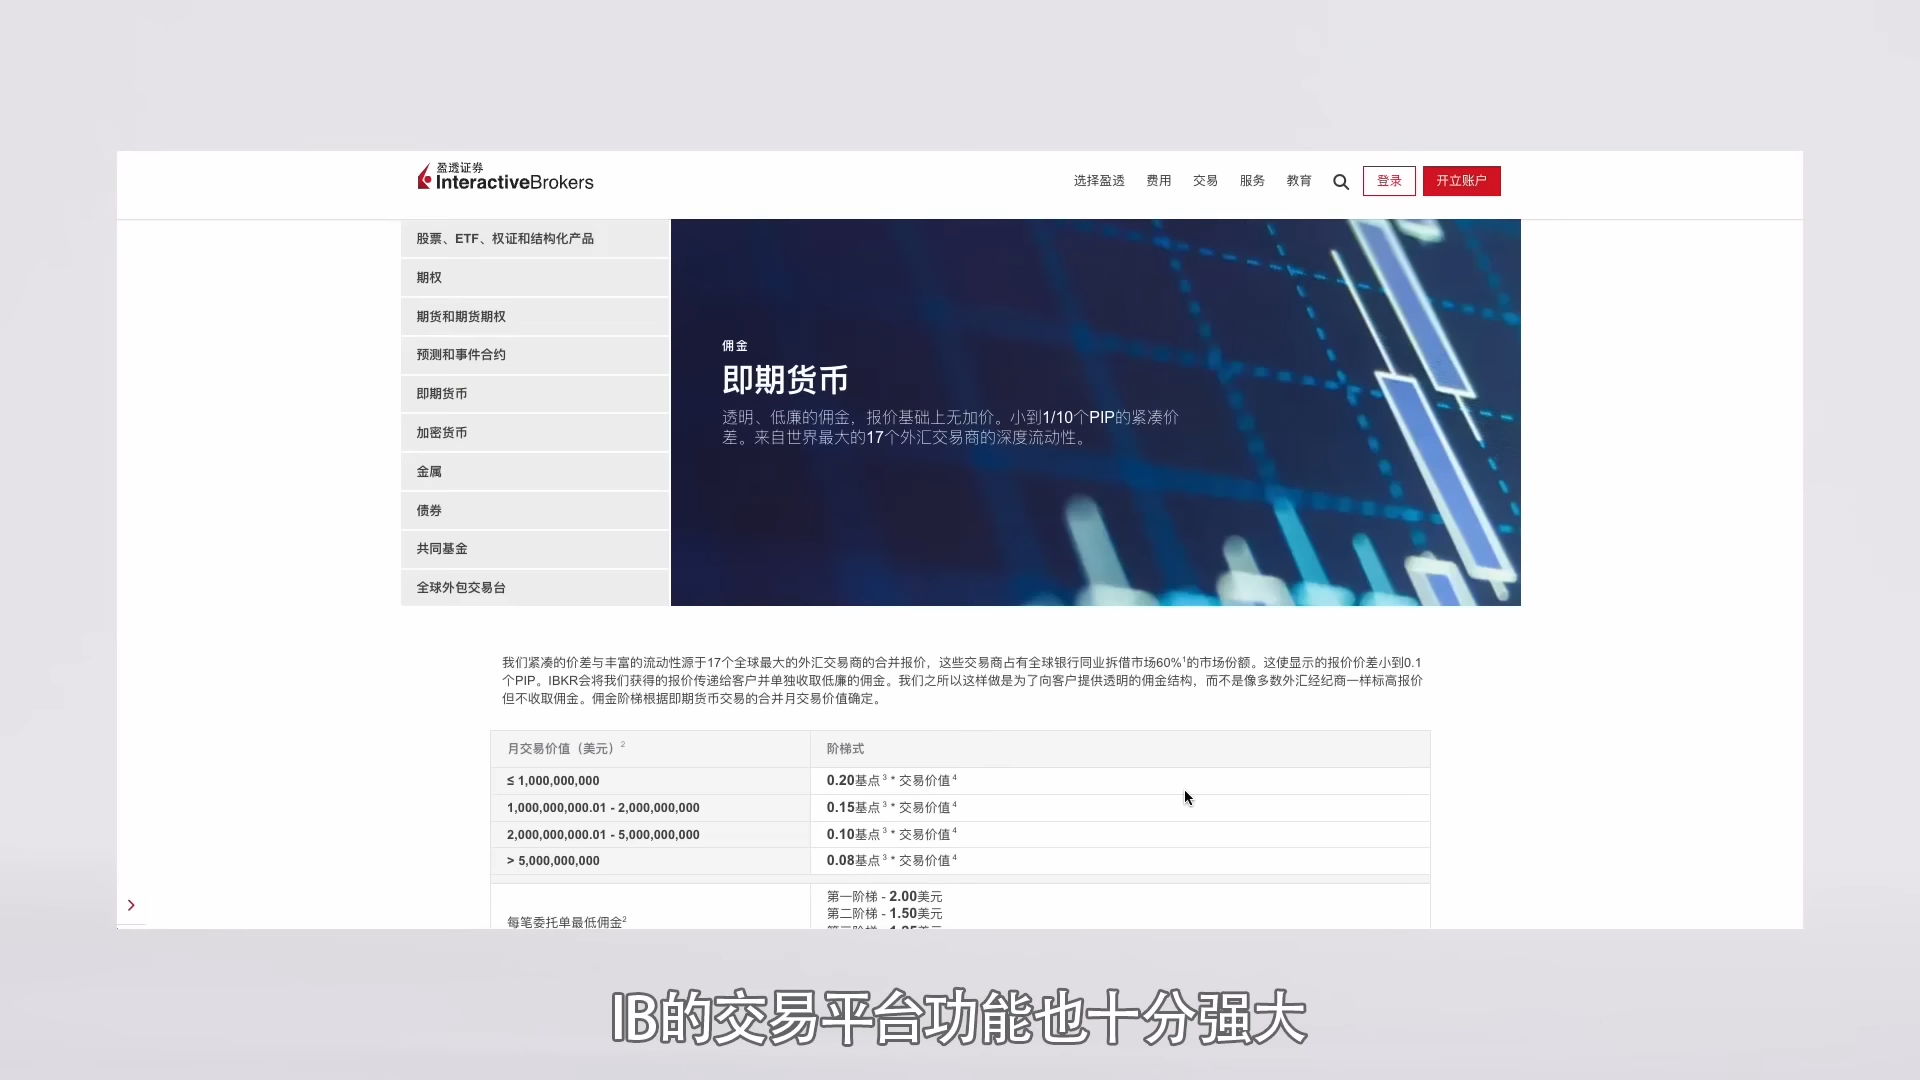 盈透证券
InteractiveBrokers
选择盈透 费用 交易 服务 教育 登录 开立账户
股票、ETF、权证和结构化产品
期权
期货和期货期权
预测和事件合约
即期货币
加密货币
金属
债券
共同基金
全球外包交易台
佣金
即期货币
透明、低廉的佣金，报价基础上无加价。小到1/10个PIP的紧凑价
差。来自世界最大的17个外汇交易商的深度流动性。
我们紧凑的价差与丰富的流动性源于17个全球最大的外汇交易商的合并报价，这些交易商占有全球银行同业拆借市场60%¹的市场份额。这使显示的报价价差小到0.1
个PIP。IBKR会将我们获得的报价传递给客户并单独收取低廉的佣金。我们之所以这样做是为了向客户提供透明的佣金结构，而不是像多数外汇经纪商一样标高报价
但不收取佣金。佣金阶梯根据即期货币交易的合并月交易价值确定。
月交易价值（美元）² 阶梯式
≤ 1,000,000,000 0.20基点³ * 交易价值⁴
1,000,000,000.01 - 2,000,000,000 0.15基点³ * 交易价值⁴
2,000,000,000.01 - 5,000,000,000 0.10基点³ * 交易价值⁴
> 5,000,000,000 0.08基点³ * 交易价值⁴
每笔委托单最低佣金²
第一阶梯 - 2.00美元
第二阶梯 - 1.50美元
IB的交易平台功能也十分强大